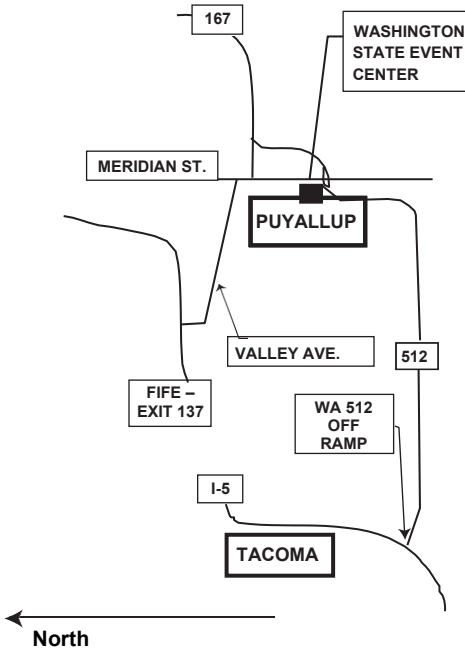 167
WASHINGTON
STATE EVENT
CENTER
MERIDIAN ST.
PUYALLUP
VALLEY AVE.
512
FIFE –
EXIT 137
WA 512
OFF
RAMP
I-5
TACOMA
North